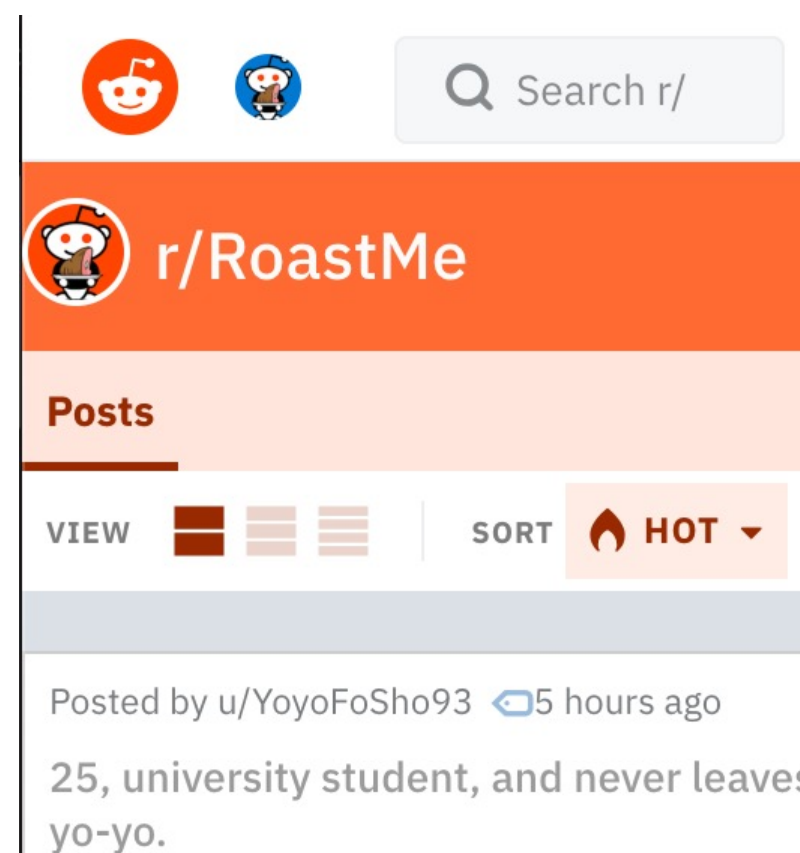 Search r/
r/RoastMe
Posts
VIEW SORT HOT
Posted by u/YoyoFoSho93 5 hours ago
25, university student, and never leaves
yo-yo.